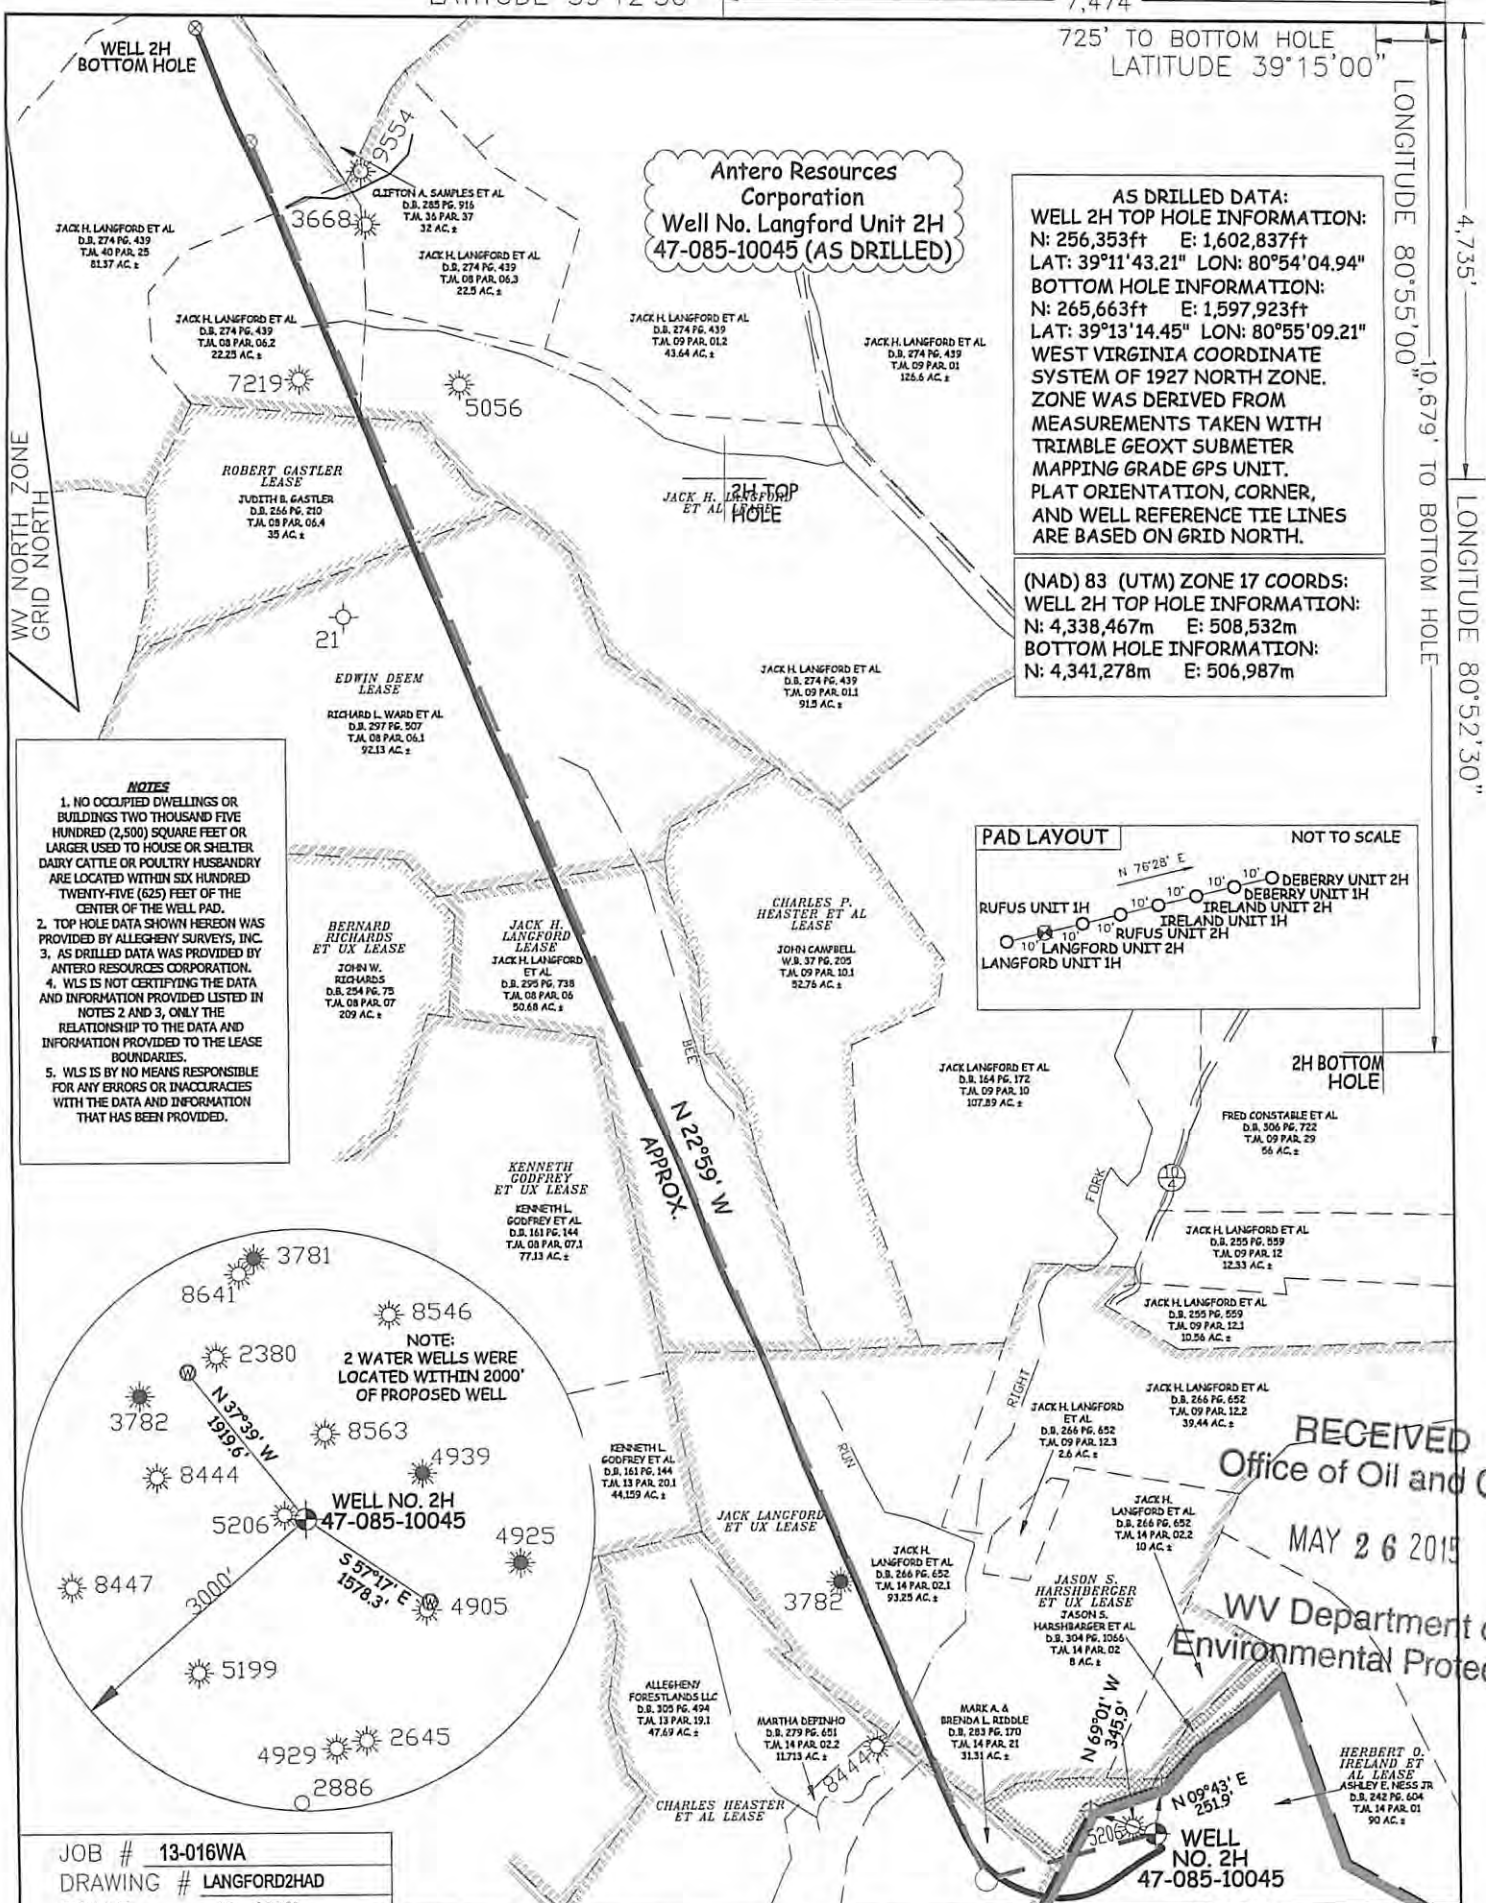 LATITUDE 39°12'30"
7,474'
725' TO BOTTOM HOLE
LATITUDE 39°15'00"
WELL 2H
BOTTOM HOLE
LONGITUDE 80°55'00"
4,735'
10,679' TO BOTTOM HOLE
LONGITUDE 80°52'30"
WV NORTH ZONE
GRID NORTH
9554
CLIFTON A. SAMPLES ET AL
D.B. 285 PG. 916
T.M. 36 PAR. 37
32 AC.±
3668
JACK H. LANGFORD ET AL
D.B. 274 PG. 439
T.M. 40 PAR. 25
81.37 AC.±
JACK H. LANGFORD ET AL
D.B. 274 PG. 439
T.M. 08 PAR. 06.3
22.5 AC.±
Antero Resources
Corporation
Well No. Langford Unit 2H
47-085-10045 (AS DRILLED)
JACK H. LANGFORD ET AL
D.B. 274 PG. 439
T.M. 08 PAR. 06.2
22.25 AC.±
JACK H. LANGFORD ET AL
D.B. 274 PG. 439
T.M. 09 PAR. 01.2
43.64 AC.±
JACK H. LANGFORD ET AL
D.B. 274 PG. 439
T.M. 09 PAR. 01
126.6 AC.±
AS DRILLED DATA:
WELL 2H TOP HOLE INFORMATION:
N: 256,353ft E: 1,602,837ft
LAT: 39°11'43.21" LON: 80°54'04.94"
BOTTOM HOLE INFORMATION:
N: 265,663ft E: 1,597,923ft
LAT: 39°13'14.45" LON: 80°55'09.21"
WEST VIRGINIA COORDINATE
SYSTEM OF 1927 NORTH ZONE.
ZONE WAS DERIVED FROM
MEASUREMENTS TAKEN WITH
TRIMBLE GEOXT SUBMETER
MAPPING GRADE GPS UNIT.
PLAT ORIENTATION, CORNER,
AND WELL REFERENCE TIE LINES
ARE BASED ON GRID NORTH.
(NAD) 83 (UTM) ZONE 17 COORDS:
WELL 2H TOP HOLE INFORMATION:
N: 4,338,467m E: 508,532m
BOTTOM HOLE INFORMATION:
N: 4,341,278m E: 506,987m
7219
5056
ROBERT GASTLER
LEASE
JUDITH B. GASTLER
D.B. 266 PG. 210
T.M. 08 PAR. 06.4
35 AC.±
JACK H. LANGFORD
ET AL LEASE
2H TOP
HOLE
21
EDWIN DEEM
LEASE
RICHARD L. WARD ET AL
D.B. 297 PG. 507
T.M. 08 PAR. 06.1
92.13 AC.±
JACK H. LANGFORD ET AL
D.B. 274 PG. 439
T.M. 09 PAR. 01.1
91.5 AC.±
NOTES
1. NO OCCUPIED DWELLINGS OR
BUILDINGS TWO THOUSAND FIVE
HUNDRED (2,500) SQUARE FEET OR
LARGER USED TO HOUSE OR SHELTER
DAIRY CATTLE OR POULTRY HUSBANDRY
ARE LOCATED WITHIN SIX HUNDRED
TWENTY-FIVE (625) FEET OF THE
CENTER OF THE WELL PAD.
2. TOP HOLE DATA SHOWN HEREON WAS
PROVIDED BY ALLEGHENY SURVEYS, INC.
3. AS DRILLED DATA WAS PROVIDED BY
ANTERO RESOURCES CORPORATION.
4. WLS IS NOT CERTIFYING THE DATA
AND INFORMATION PROVIDED LISTED IN
NOTES 2 AND 3, ONLY THE
RELATIONSHIP TO THE DATA AND
INFORMATION PROVIDED TO THE LEASE
BOUNDARIES.
5. WLS IS BY NO MEANS RESPONSIBLE
FOR ANY ERRORS OR INACCURACIES
WITH THE DATA AND INFORMATION
THAT HAS BEEN PROVIDED.
PAD LAYOUT
NOT TO SCALE
N 76°28' E
10' 10' 10' 10' 10' 10'
RUFUS UNIT 1H
DEBERRY UNIT 2H
DEBERRY UNIT 1H
IRELAND UNIT 2H
IRELAND UNIT 1H
RUFUS UNIT 2H
LANGFORD UNIT 2H
LANGFORD UNIT 1H
BERNARD
RICHARDS
ET UX LEASE
JOHN W.
RICHARDS
D.B. 254 PG. 75
T.M. 08 PAR. 07
209 AC.±
JACK H.
LANGFORD
LEASE
JACK H. LANGFORD
ET AL
D.B. 295 PG. 738
T.M. 08 PAR. 06
50.68 AC.±
CHARLES P.
HEASTER ET AL
LEASE
JOHN CAMPBELL
W.B. 37 PG. 205
T.M. 09 PAR. 10.1
52.76 AC.±
BEE
JACK LANGFORD ET AL
D.B. 164 PG. 172
T.M. 09 PAR. 10
107.89 AC.±
2H BOTTOM
HOLE
FRED CONSTABLE ET AL
D.B. 306 PG. 722
T.M. 09 PAR. 29
56 AC.±
N 22°59' W
APPROX.
FORK
10
4
KENNETH
GODFREY
ET UX LEASE
KENNETH L.
GODFREY ET AL
D.B. 161 PG. 144
T.M. 08 PAR. 07.1
77.13 AC.±
JACK H. LANGFORD ET AL
D.B. 255 PG. 559
T.M. 09 PAR. 12
12.33 AC.±
JACK H. LANGFORD ET AL
D.B. 255 PG. 559
T.M. 09 PAR. 12.1
10.56 AC.±
3781
8641
8546
2380
NOTE:
2 WATER WELLS WERE
LOCATED WITHIN 2000'
OF PROPOSED WELL
W
N 37°39' W
1919.6'
3782
8563
8444
4939
WELL NO. 2H
47-085-10045
5206
4925
S 57°17' E
1578.3'
W
4905
8447
3000'
5199
4929
2645
2886
RIGHT
JACK H. LANGFORD
ET AL
D.B. 266 PG. 652
T.M. 09 PAR. 12.3
2.6 AC.±
JACK H. LANGFORD ET AL
D.B. 266 PG. 652
T.M. 09 PAR. 12.2
39.44 AC.±
RECEIVED
Office of Oil and G
MAY 26 2015
WV Department o
Environmental Protec
RUN
KENNETH L.
GODFREY ET AL
D.B. 161 PG. 144
T.M. 13 PAR. 20.1
44.159 AC.±
JACK LANGFORD
ET UX LEASE
JACK H.
LANGFORD ET AL
D.B. 266 PG. 652
T.M. 14 PAR. 02.2
10 AC.±
JACK H.
LANGFORD ET AL
D.B. 266 PG. 652
T.M. 14 PAR. 02.1
93.25 AC.±
3782
JASON S.
HARSHBERGER
ET UX LEASE
JASON S.
HARSHBARGER ET AL
D.B. 304 PG. 1066
T.M. 14 PAR. 02
8 AC.±
ALLEGHENY
FORESTLANDS LLC
D.B. 305 PG. 494
T.M. 13 PAR. 19.1
47.69 AC.±
MARTHA DEPINHO
D.B. 279 PG. 651
T.M. 14 PAR. 02.2
11.713 AC.±
8444
MARK A. &
BRENDA L. RIDDLE
D.B. 283 PG. 170
T.M. 14 PAR. 21
31.31 AC.±
N 69°01' W
345.9'
N 09°43' E
251.9'
HERBERT O.
IRELAND ET
AL LEASE
ASHLEY E. NESS JR
D.B. 242 PG. 604
T.M. 14 PAR. 01
90 AC.±
CHARLES HEASTER
ET AL LEASE
5206
WELL
NO. 2H
47-085-10045
JOB # 13-016WA
DRAWING # LANGFORD2HAD